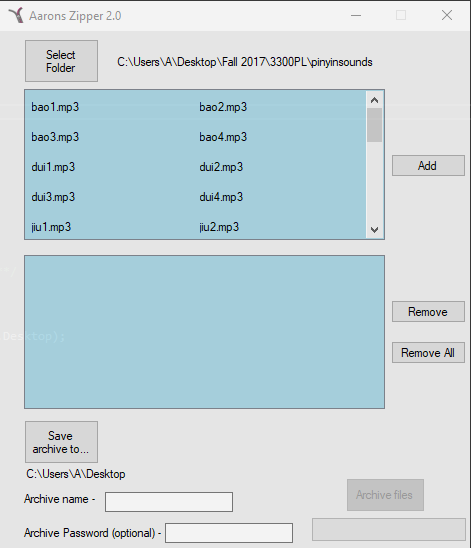 Aarons Zipper 2.0
Select
Folder
C:\Users\A\Desktop\Fall 2017\3300PL\pinyinsounds
bao1.mp3 bao2.mp3
bao3.mp3 bao4.mp3
Add
dui1.mp3 dui2.mp3
dui3.mp3 dui4.mp3
jiu1.mp3 jiu2.mp3
Remove
Desktop);
Remove All
Save
archive to...
C:\Users\A\Desktop
Archive name -
Archive files
Archive Password (optional) -